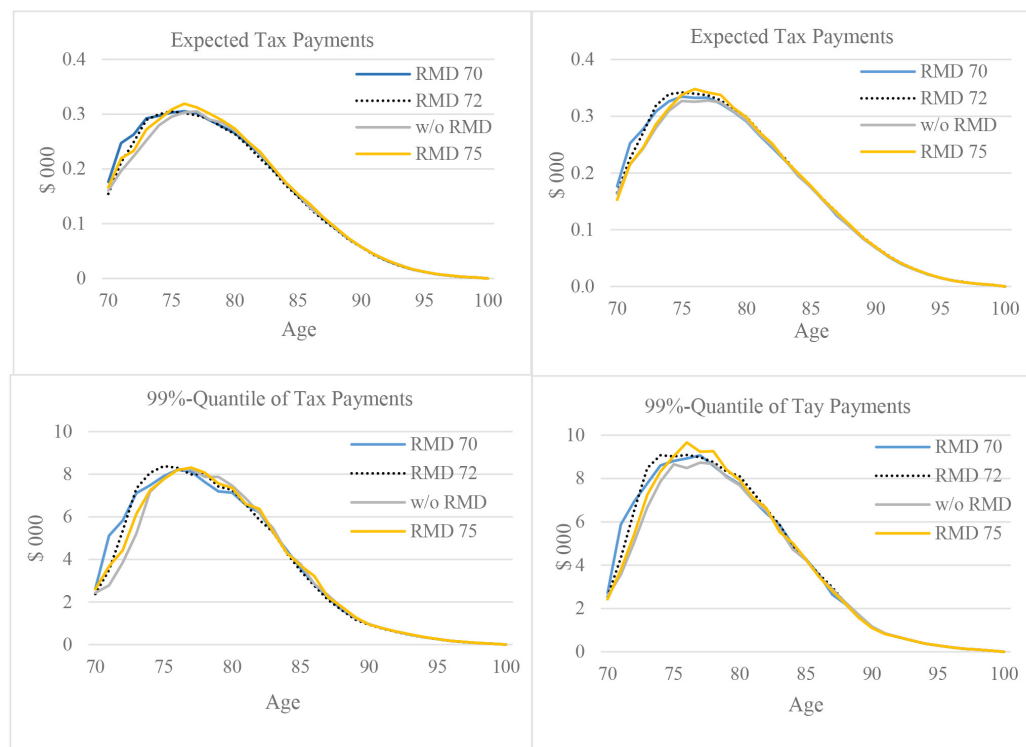 Expected Tax Payments
0.4
0.3
0.2
0.1
0
$ 000
70 75 80 85 90 95 100
Age
RMD 70
RMD 72
w/o RMD
RMD 75
Expected Tax Payments
0.4
0.3
0.2
0.1
0.0
$ 000
70 75 80 85 90 95 100
Age
RMD 70
RMD 72
w/o RMD
RMD 75
99%-Quantile of Tax Payments
10
8
6
4
2
0
$ 000
70 75 80 85 90 95 100
Age
RMD 70
RMD 72
w/o RMD
RMD 75
99%-Quantile of Tay Payments
10
8
6
4
2
0
$ 000
70 75 80 85 90 95 100
Age
RMD 70
RMD 72
w/o RMD
RMD 75